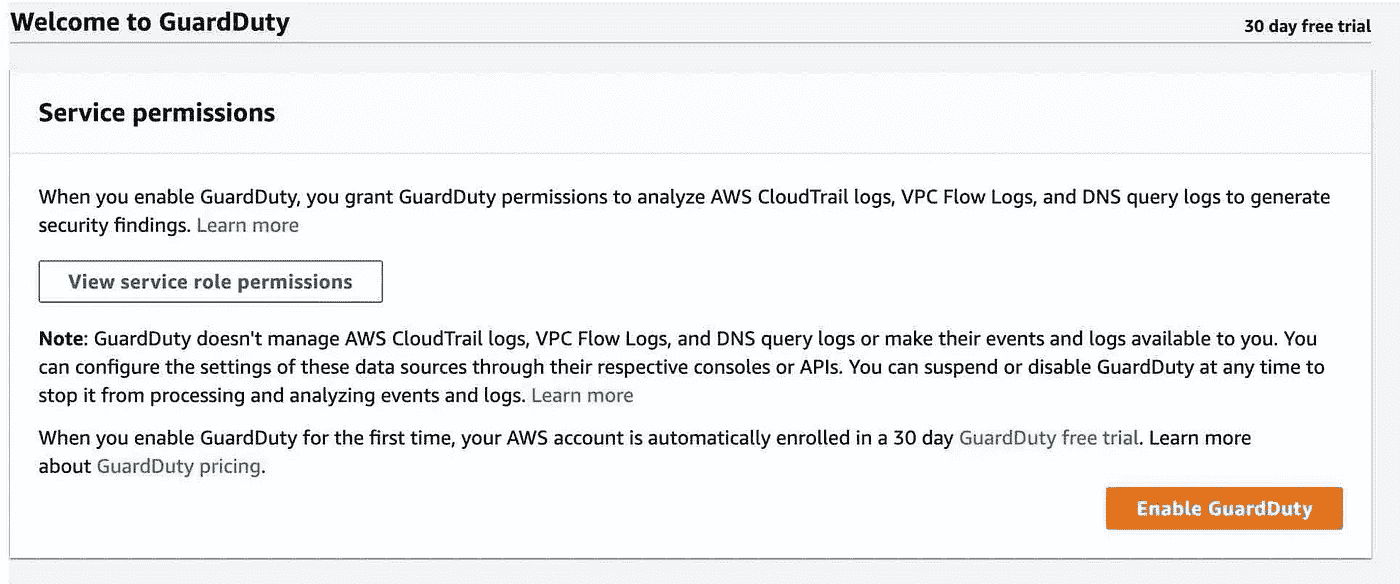 Welcome to GuardDuty
30 day free trial
Service permissions
When you enable GuardDuty, you grant GuardDuty permissions to analyze AWS CloudTrail logs, VPC Flow Logs, and DNS query logs to generate
security findings. Learn more
View service role permissions
Note: GuardDuty doesn't manage AWS CloudTrail logs, VPC Flow Logs, and DNS query logs or make their events and logs available to you. You
can configure the settings of these data sources through their respective consoles or APIs. You can suspend or disable GuardDuty at any time to
stop it from processing and analyzing events and logs. Learn more
When you enable GuardDuty for the first time, your AWS account is automatically enrolled in a 30 day GuardDuty free trial. Learn more
about GuardDuty pricing.
Enable GuardDuty